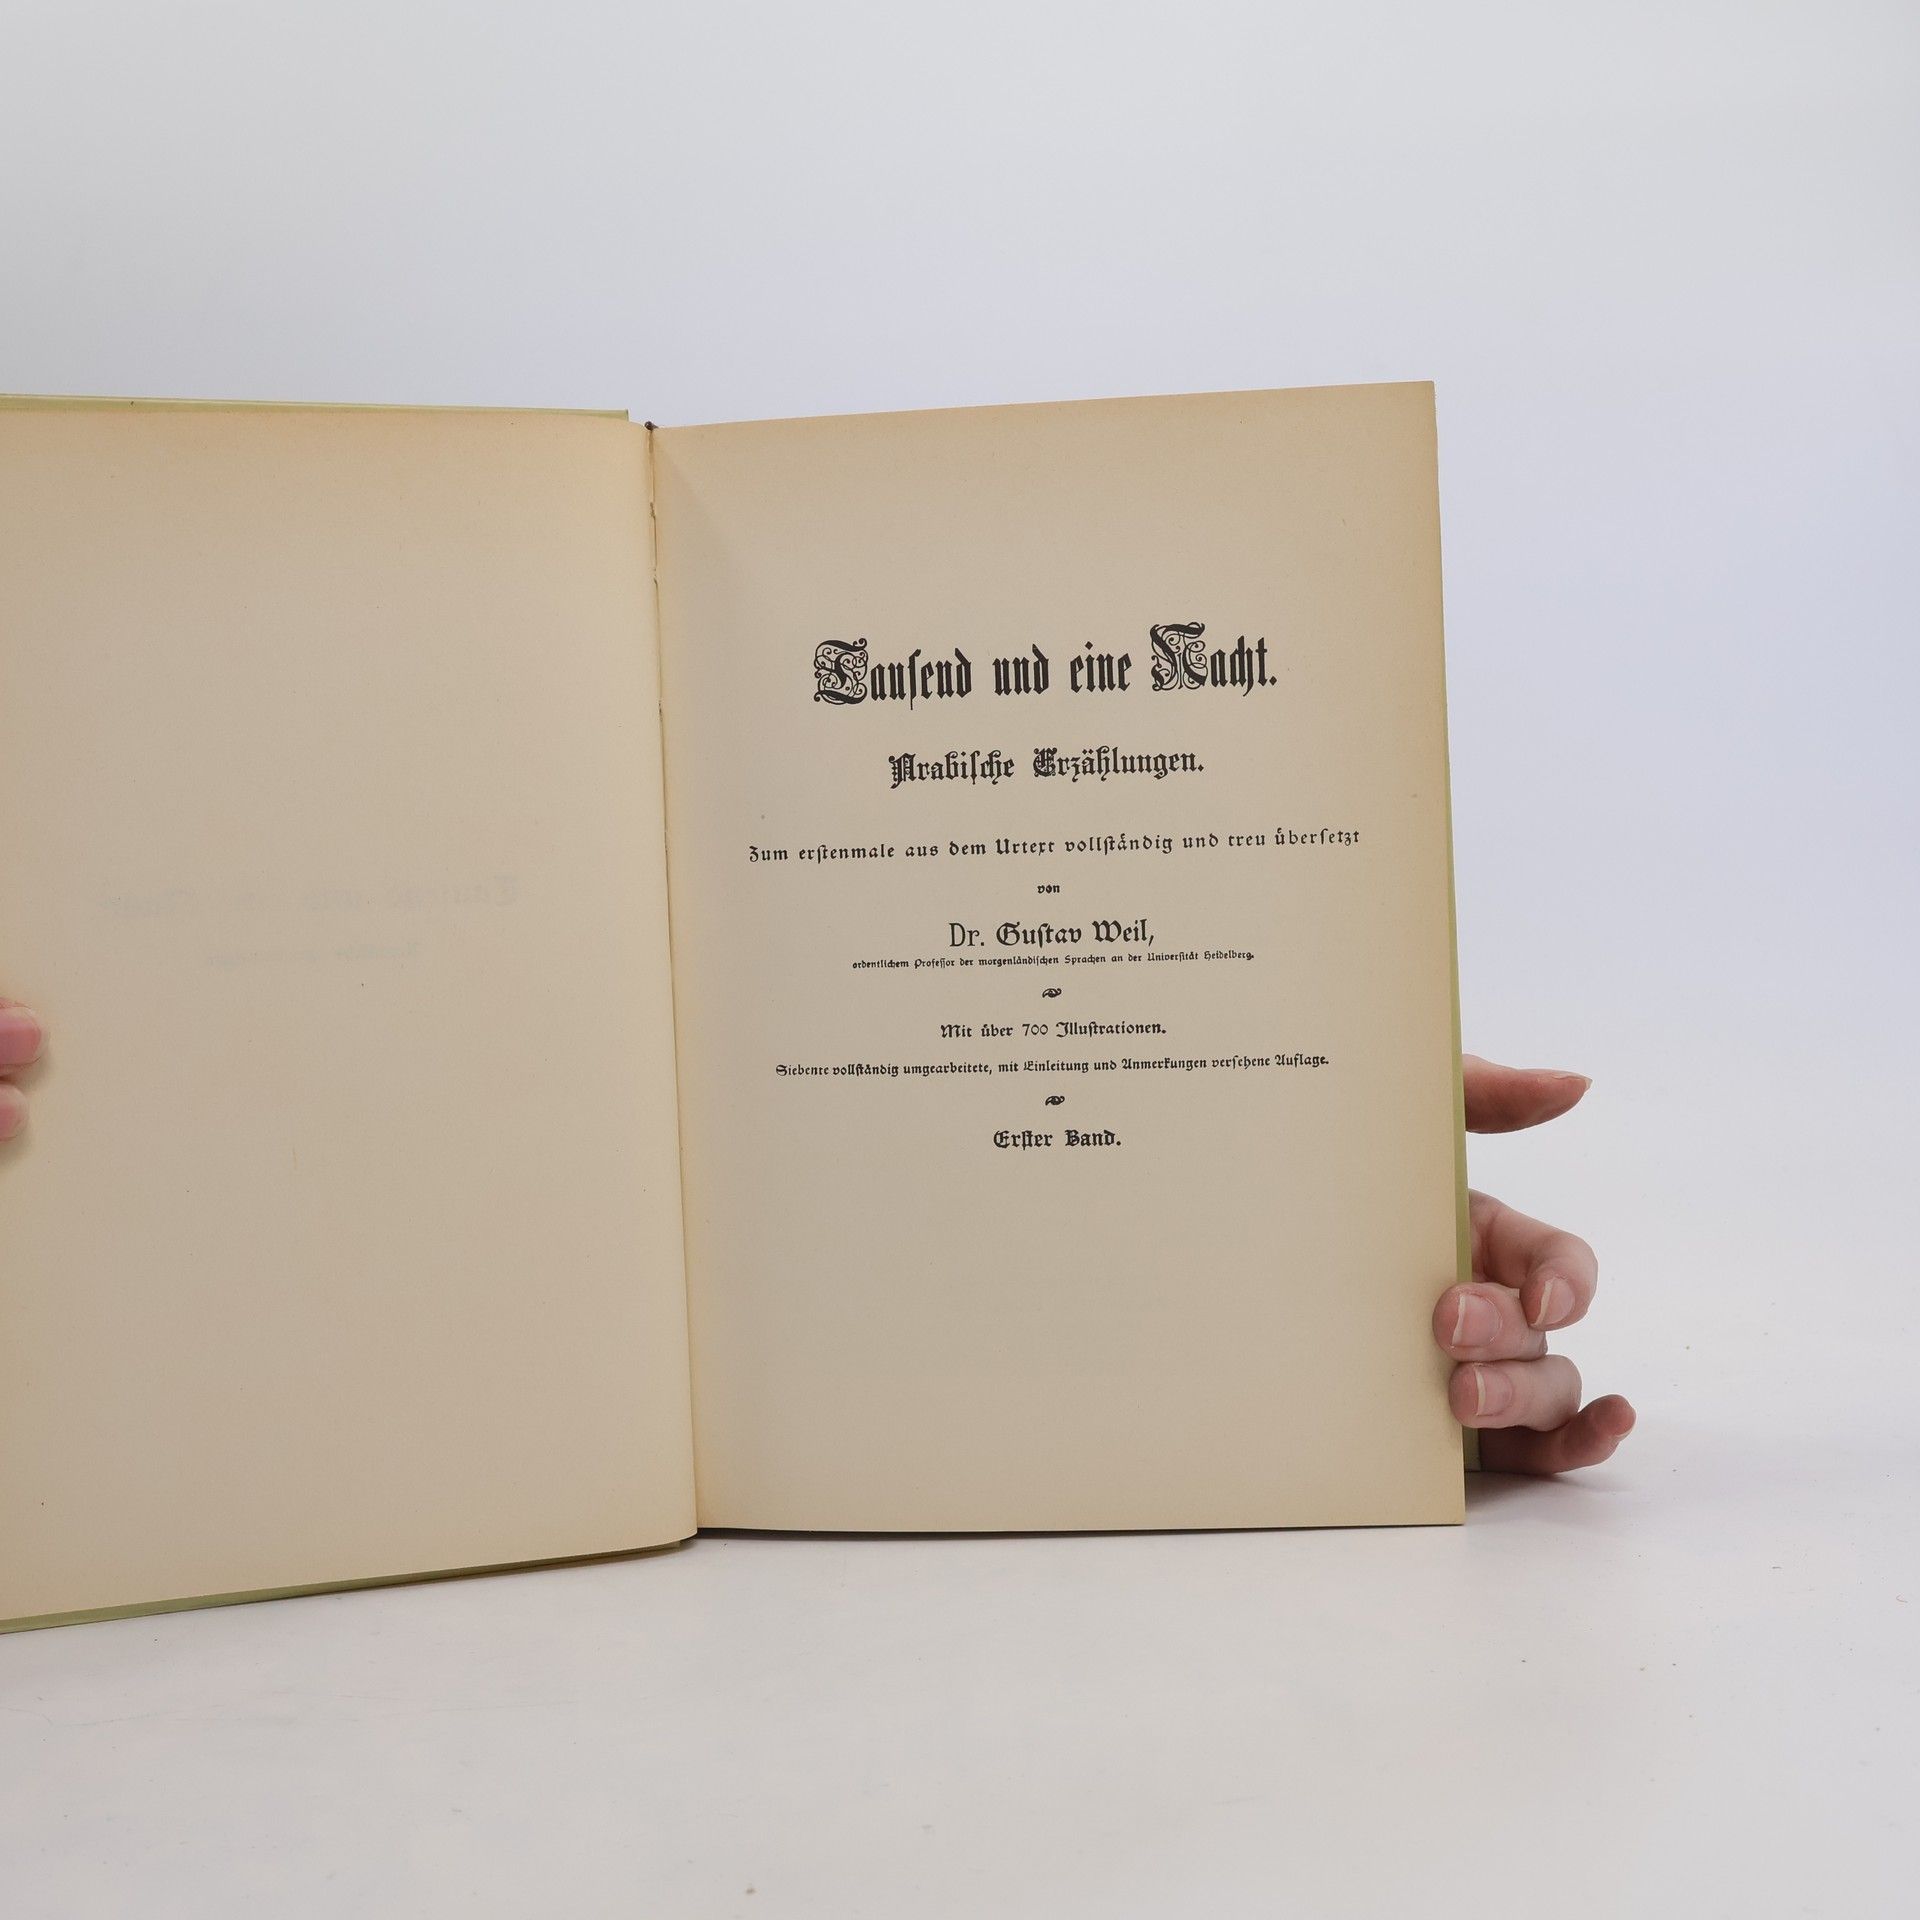 Tausend und eine Nacht.
Arabische Erzählungen.
Zum erstenmale aus dem Urtext vollständig und treu übersetzt
von
Dr. Gustav Weil,
ordentlichem Professor der morgenländischen Sprachen an der Universität Heidelberg.
Mit über 700 Illustrationen.
Siebente vollständig umgearbeitete, mit Einleitung und Anmerkungen versehene Auflage.
Erster Band.